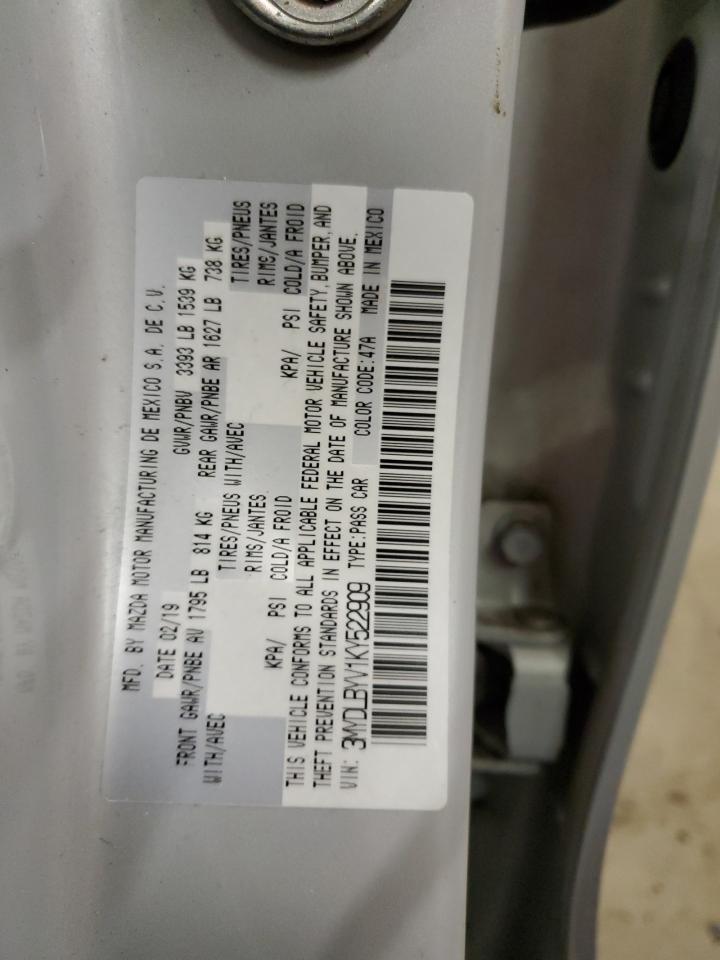 MFD. BY MAZDA MOTOR MANUFACTURING DE MEXICO S.A. DE C.V.
DATE 02/19 GVWR/PNBV 3393 LB 1539 KG
FRONT GAWR/PNBE AV 1795 LB 814 KG REAR GAWR/PNBE AR 1627 LB 738 KG
WITH/AVEC TIRES/PNEUS WITH/AVEC TIRES/PNEUS
RIMS/JANTES RIMS/JANTES
KPA/ PSI COLD/A FROID KPA/ PSI COLD/A FROID
THIS VEHICLE CONFORMS TO ALL APPLICABLE FEDERAL MOTOR VEHICLE SAFETY, BUMPER, AND
THEFT PREVENTION STANDARDS IN EFFECT ON THE DATE OF MANUFACTURE SHOWN ABOVE.
VIN: 3MYDLBYV1KY522909 TYPE:PASS CAR COLOR CODE:47A MADE IN MEXICO